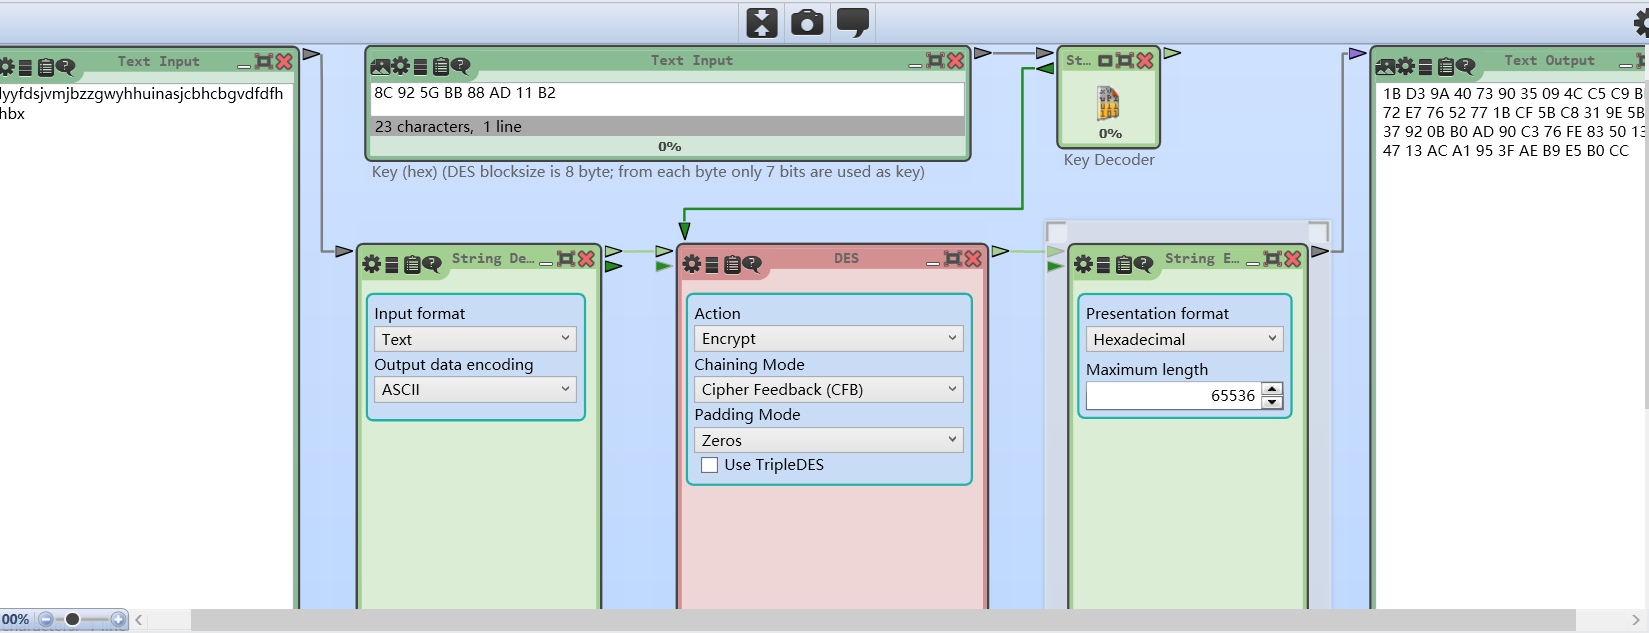 Text Input
lyyfdsjvmjbzzgwyhhuinasjcbhcbgvdfdfh
hbx
Text Input
8C 92 5G BB 88 AD 11 B2
23 characters, 1 line
0%
Key (hex) (DES blocksize is 8 byte; from each byte only 7 bits are used as key)
St...
0%
Key Decoder
Text Output
1B D3 9A 40 73 90 35 09 4C C5 C9 B
72 E7 76 52 77 1B CF 5B C8 31 9E 5B
37 92 0B B0 AD 90 C3 76 FE 83 50 13
47 13 AC A1 95 3F AE B9 E5 B0 CC
String De...
Input format
Text
Output data encoding
ASCII
DES
Action
Encrypt
Chaining Mode
Cipher Feedback (CFB)
Padding Mode
Zeros
Use TripleDES
String E...
Presentation format
Hexadecimal
Maximum length
65536
00%